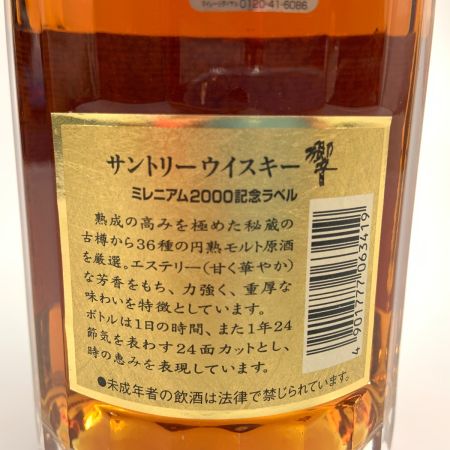 0120-41-6086
響
サントリーウイスキー
ミレニアム2000記念ラベル
熟成の高みを極めた秘蔵の
古樽から36種の円熟モルト原酒
を厳選。エステリー(甘く華やか)
な芳香をもち、力強く、重厚な
味わいを特徴としています。
ボトルは1日の時間、また1年24
節気を表わす24面カットとし、
時の恵みを表現しています。
●未成年者の飲酒は法律で禁じられています。
4 901777 063419